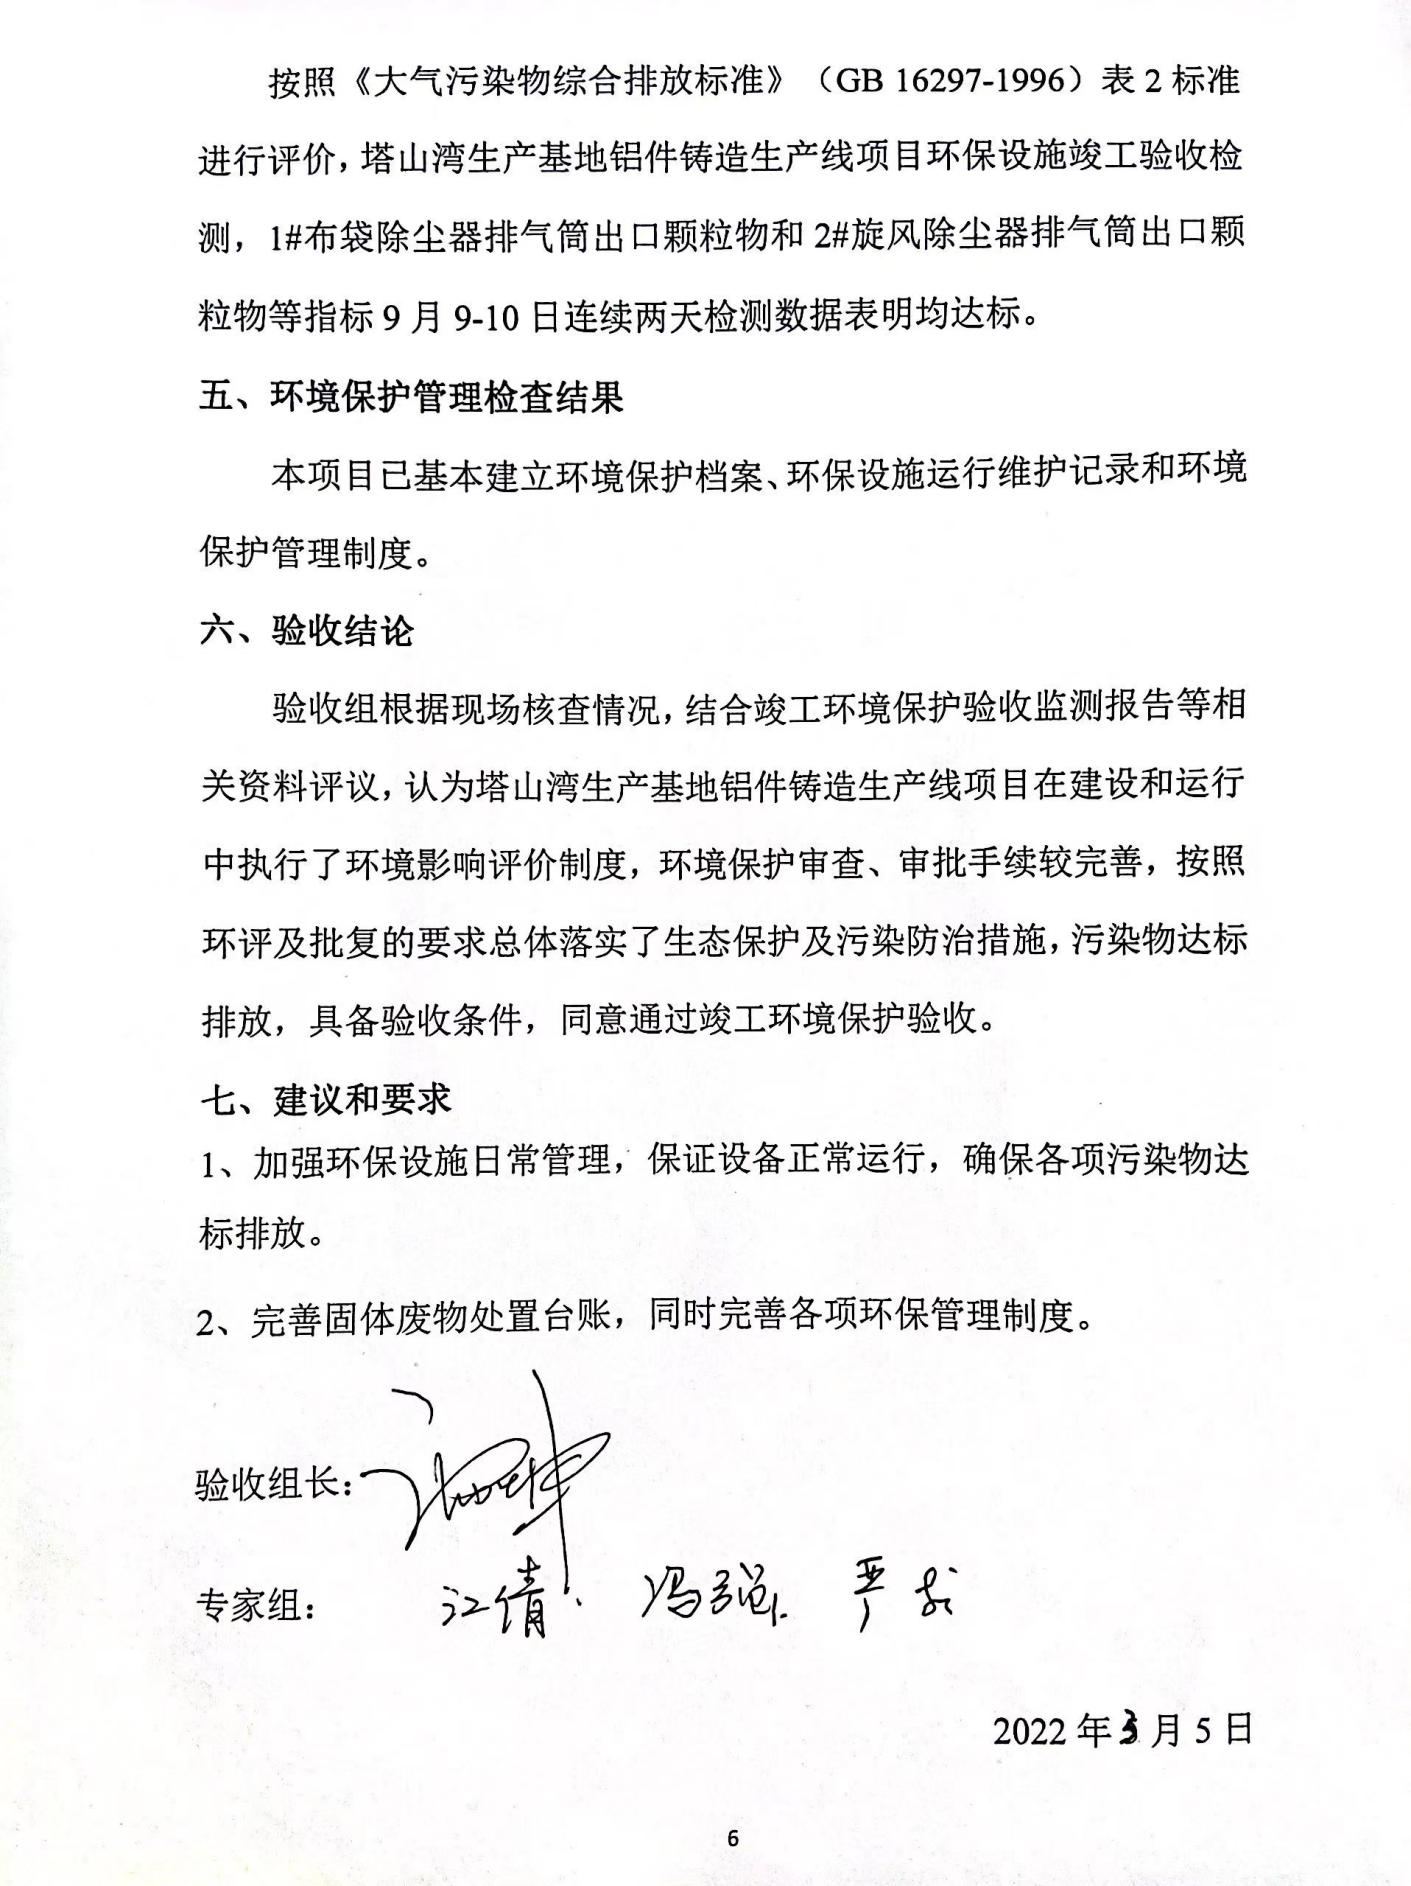 按照《大气污染物综合排放标准》（GB 16297-1996）表 2 标准
进行评价，塔山湾生产基地铝件铸造生产线项目环保设施竣工验收检
测，1#布袋除尘器排气筒出口颗粒物和 2#旋风除尘器排气筒出口颗
粒物等指标 9 月 9-10 日连续两天检测数据表明均达标。
五、环境保护管理检查结果
本项目已基本建立环境保护档案、环保设施运行维护记录和环境
保护管理制度。
六、验收结论
验收组根据现场核查情况，结合竣工环境保护验收监测报告等相
关资料评议，认为塔山湾生产基地铝件铸造生产线项目在建设和运行
中执行了环境影响评价制度，环境保护审查、审批手续较完善，按照
环评及批复的要求总体落实了生态保护及污染防治措施，污染物达标
排放，具备验收条件，同意通过竣工环境保护验收。
七、建议和要求
1、加强环保设施日常管理，保证设备正常运行，确保各项污染物达
标排放。
2、完善固体废物处置台账，同时完善各项环保管理制度。
验收组长：
专家组： 江倩、冯强、严
2022 年 3 月 5 日
6